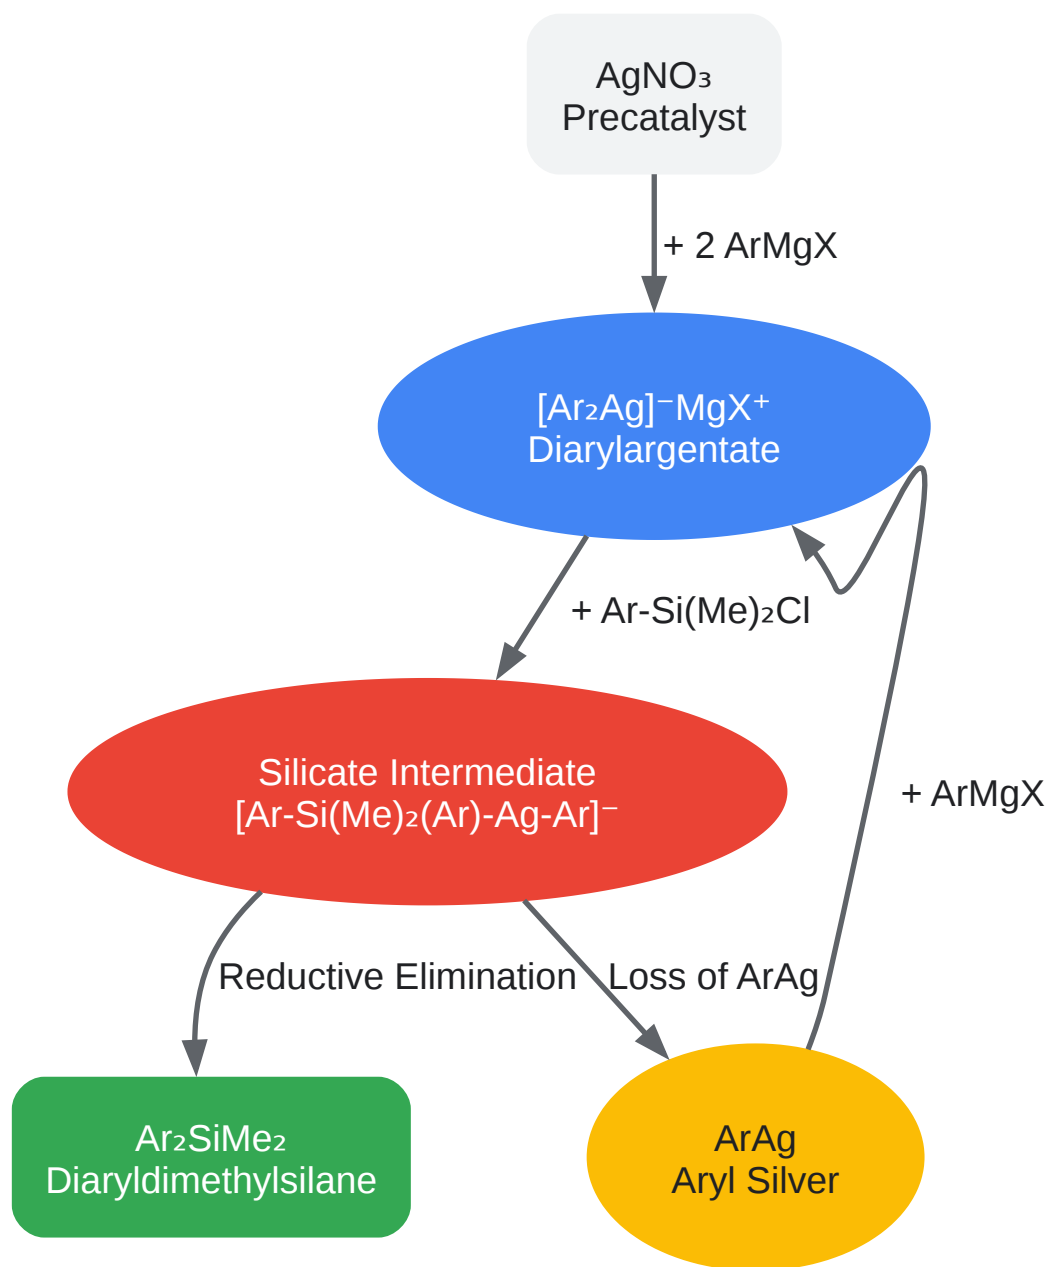 AgNO₃
Precatalyst
+ 2 ArMgX
[Ar₂Ag]⁻MgX⁺
Diarylargentate
+ Ar-Si(Me)₂Cl
Silicate Intermediate
[Ar-Si(Me)₂(Ar)-Ag-Ar]⁻
+ ArMgX
Reductive Elimination
Loss of ArAg
Ar₂SiMe₂
Diaryldimethylsilane
ArAg
Aryl Silver